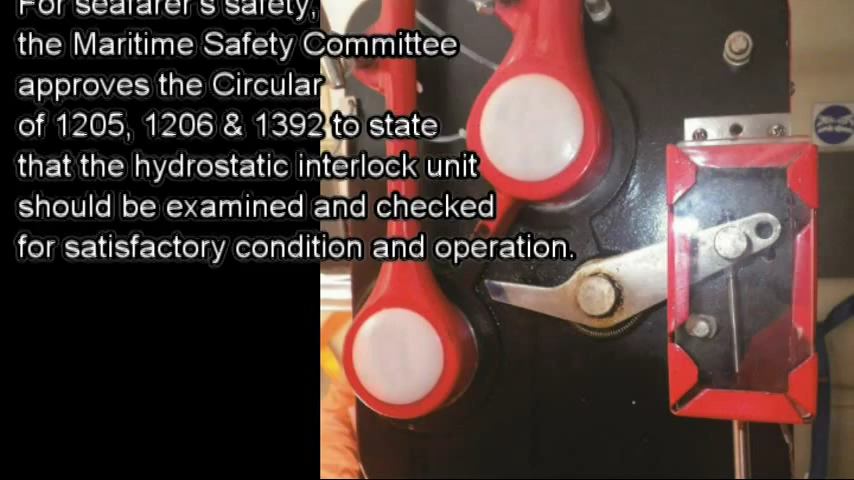 For seafarer's safety,
the Maritime Safety Committee
approves the Circular
of 1205, 1206 & 1392 to state
that the hydrostatic interlock unit
should be examined and checked
for satisfactory condition and operation.